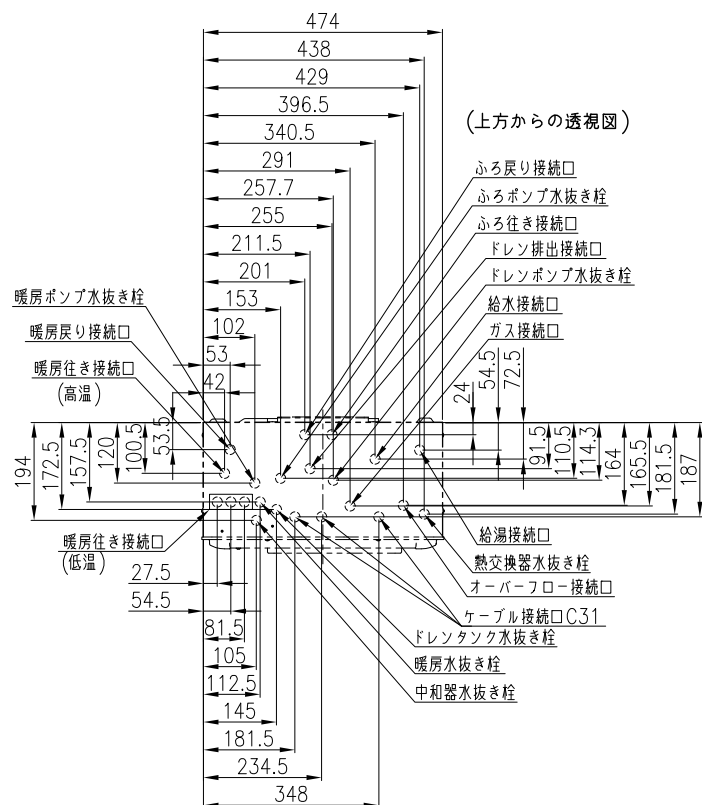 474
438
429
396.5
(上方からの透視図)
340.5
291
ふろ戻り接続口
257.7
ふろポンプ水抜き栓
255
ふろ往き接続口
211.5
ドレン排出接続口
201
ドレンポンプ水抜き栓
暖房ポンプ水抜き栓
153
給水接続口
暖房戻り接続口
102
ガス接続口
53
暖房往き接続口
(高温)
42
24
54.5
72.5
194
172.5
157.5
120
100.5
53.5
91.5
110.5
114.3
164
165.5
181.5
187
暖房往き接続口
(低温)
給湯接続口
熱交換器水抜き栓
オーバーフロー接続口
ケーブル接続口C31
ドレンタンク水抜き栓
暖房水抜き栓
中和器水抜き栓
27.5
54.5
81.5
105
112.5
145
181.5
234.5
348